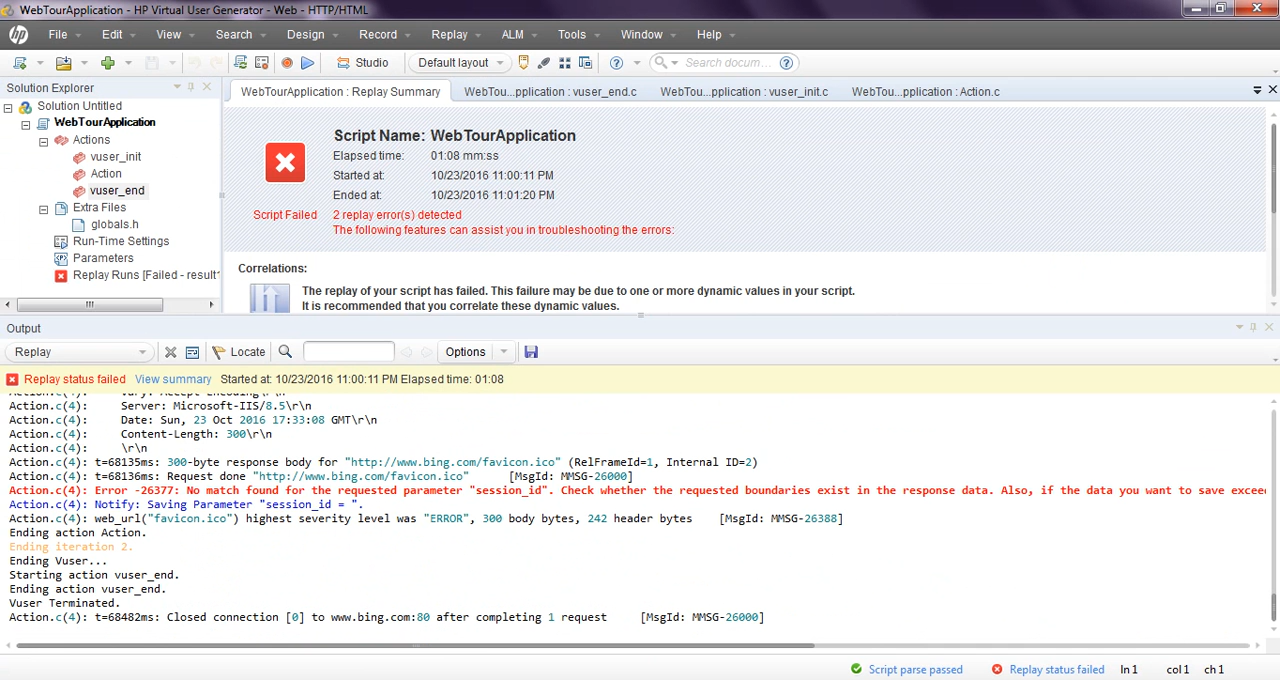 WebTourApplication - HP Virtual User Generator - Web - HTTP/HTML
hp File Edit View Search Design Record Replay ALM Tools Window Help
Studio Default layout Search docum...
Solution Explorer
WebTourApplication : Replay Summary WebTou...pplication : vuser_end.c WebTou...pplication : vuser_init.c WebTou...pplication : Action.c
Solution Untitled
WebTourApplication
Actions
vuser_init
Action
vuser_end
Extra Files
globals.h
Run-Time Settings
Parameters
Replay Runs [Failed - result
Script Name: WebTourApplication
Elapsed time: 01:08 mm:ss
Started at: 10/23/2016 11:00:11 PM
Ended at: 10/23/2016 11:01:20 PM
Script Failed 2 replay error(s) detected
The following features can assist you in troubleshooting the errors:
Correlations:
The replay of your script has failed. This failure may be due to one or more dynamic values in your script.
It is recommended that you correlate these dynamic values.
Output
Replay Locate Options
Replay status failed View summary Started at: 10/23/2016 11:00:11 PM Elapsed time: 01:08
Action.c(4): Vary: Accept-Encoding\r\n
Action.c(4): Server: Microsoft-IIS/8.5\r\n
Action.c(4): Date: Sun, 23 Oct 2016 17:33:08 GMT\r\n
Action.c(4): Content-Length: 300\r\n
Action.c(4): \r\n
Action.c(4): t=68135ms: 300-byte response body for "http://www.bing.com/favicon.ico" (RelFrameId=1, Internal ID=2)
Action.c(4): t=68136ms: Request done "http://www.bing.com/favicon.ico" [MsgId: MMSG-26000]
Action.c(4): Error -26377: No match found for the requested parameter "session_id". Check whether the requested boundaries exist in the response data. Also, if the data you want to save excee
Action.c(4): Notify: Saving Parameter "session_id = ".
Action.c(4): web_url("favicon.ico") highest severity level was "ERROR", 300 body bytes, 242 header bytes [MsgId: MMSG-26388]
Ending action Action.
Ending iteration 2.
Ending Vuser...
Starting action vuser_end.
Ending action vuser_end.
Vuser Terminated.
Action.c(4): t=68482ms: Closed connection [0] to www.bing.com:80 after completing 1 request [MsgId: MMSG-26000]
Script parse passed Replay status failed ln 1 col 1 ch 1